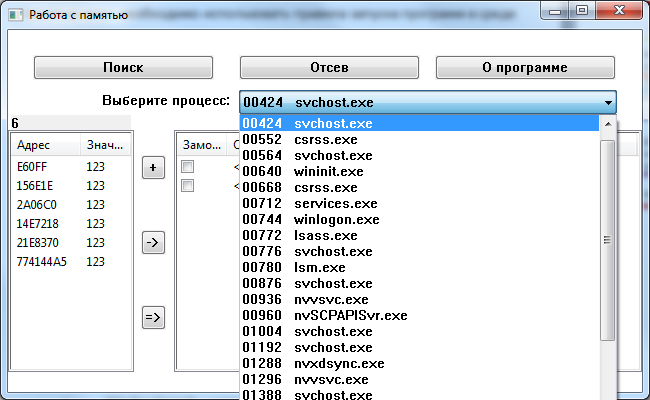 Работа с памятью
Поиск Отсев О программе
Выберите процесс: 00424 svchost.exe
6
Адрес Знач... Замо...
E60FF 123
156E1E 123
2A06C0 123
14E7218 123
21E8370 123
774144A5 123
+
->
=>
00424 svchost.exe
00552 csrss.exe
00564 svchost.exe
00640 wininit.exe
00668 csrss.exe
00712 services.exe
00744 winlogon.exe
00772 lsass.exe
00776 svchost.exe
00780 lsm.exe
00876 svchost.exe
00936 nvvsvc.exe
00960 nvSCPAPISvr.exe
01004 svchost.exe
01192 svchost.exe
01288 nvxdsync.exe
01296 nvvsvc.exe
01388 svchost.exe